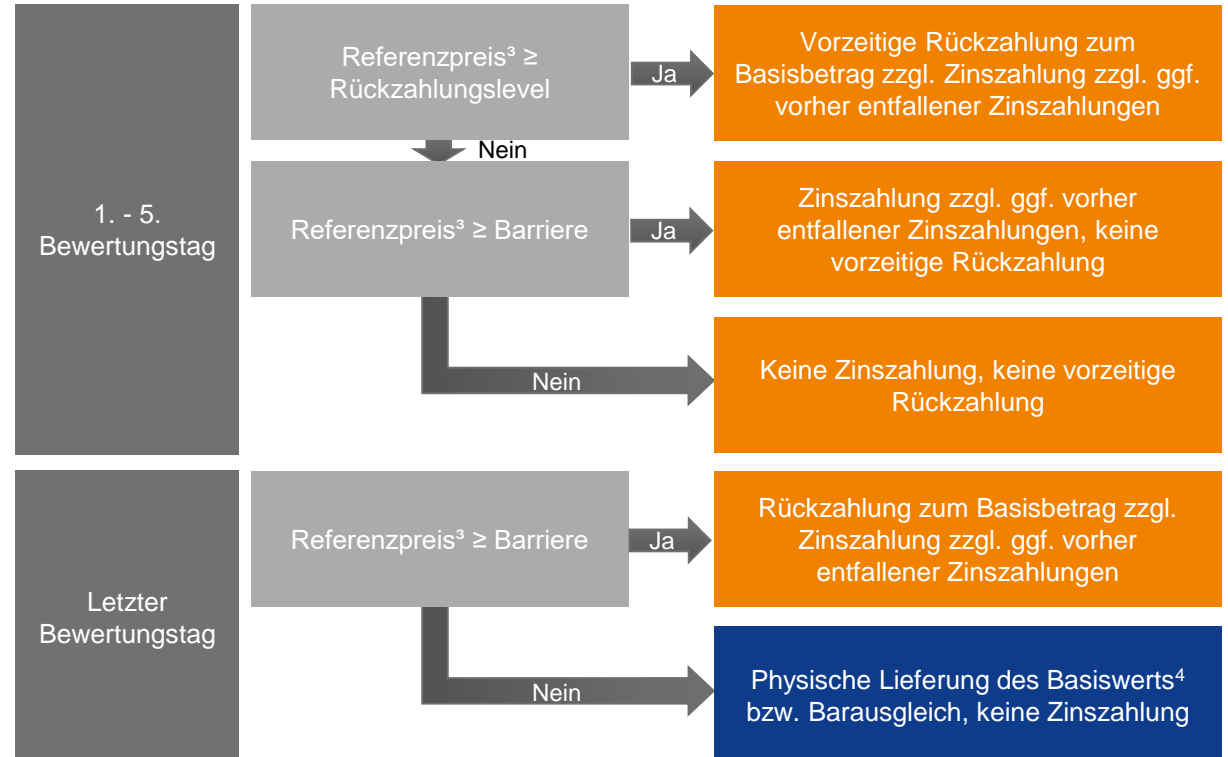 1. - 5.
Bewertungstag
Referenzpreis³ ≥
Rückzahlungslevel
Ja
Vorzeitige Rückzahlung zum
Basisbetrag zzgl. Zinszahlung zzgl. ggf.
vorher entfallener Zinszahlungen
Nein
Referenzpreis³ ≥ Barriere
Ja
Zinszahlung zzgl. ggf. vorher
entfallener Zinszahlungen, keine
vorzeitige Rückzahlung
Nein
Keine Zinszahlung, keine vorzeitige
Rückzahlung
Letzter
Bewertungstag
Referenzpreis³ ≥ Barriere
Ja
Rückzahlung zum Basisbetrag zzgl.
Zinszahlung zzgl. ggf. vorher
entfallener Zinszahlungen
Nein
Physische Lieferung des Basiswerts⁴
bzw. Barausgleich, keine Zinszahlung